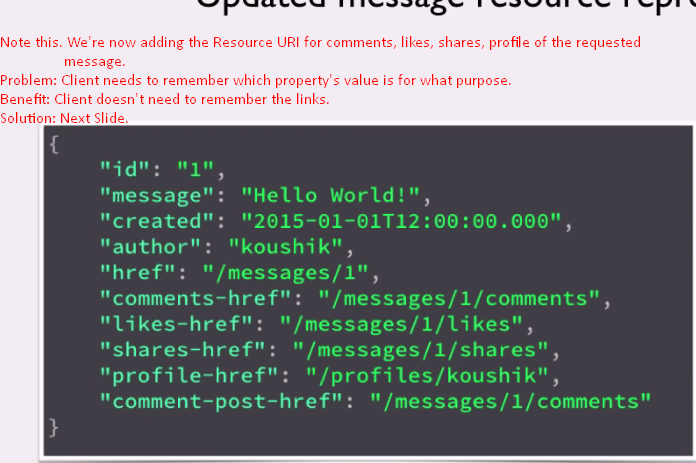 Updated message resource repre
Note this. We're now adding the Resource URI for comments, likes, shares, profile of the requested
message.
Problem: Client needs to remember which property's value is for what purpose.
Benefit: Client doesn't need to remember the links.
Solution: Next Slide.
{
"id": "1",
"message": "Hello World!",
"created": "2015-01-01T12:00:00.000",
"author": "koushik",
"href": "/messages/1",
"comments-href": "/messages/1/comments",
"likes-href": "/messages/1/likes",
"shares-href": "/messages/1/shares",
"profile-href": "/profiles/koushik",
"comment-post-href": "/messages/1/comments"
}